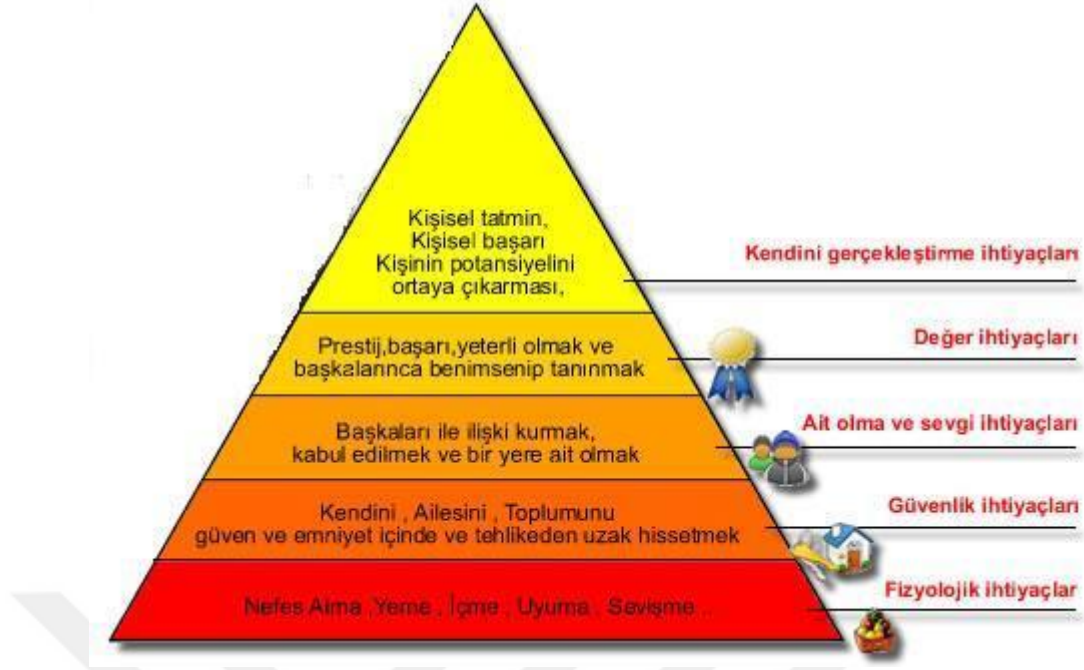 Kişisel tatmin,
Kişisel başarı
Kişinin potansiyelini
ortaya çıkarması,
Kendini gerçekleştirme ihtiyaçları
Prestij,başarı,yeterli olmak ve
başkalarınca benimsenip tanınmak
Değer ihtiyaçları
Başkaları ile ilişki kurmak,
kabul edilmek ve bir yere ait olmak
Ait olma ve sevgi ihtiyaçları
Kendini , Ailesini , Toplumunu
güven ve emniyet içinde ve tehlikeden uzak hissetmek
Güvenlik ihtiyaçları
Nefes Alma ,Yeme , İçme , Uyuma , Sevişme ..
Fizyolojik ihtiyaçlar